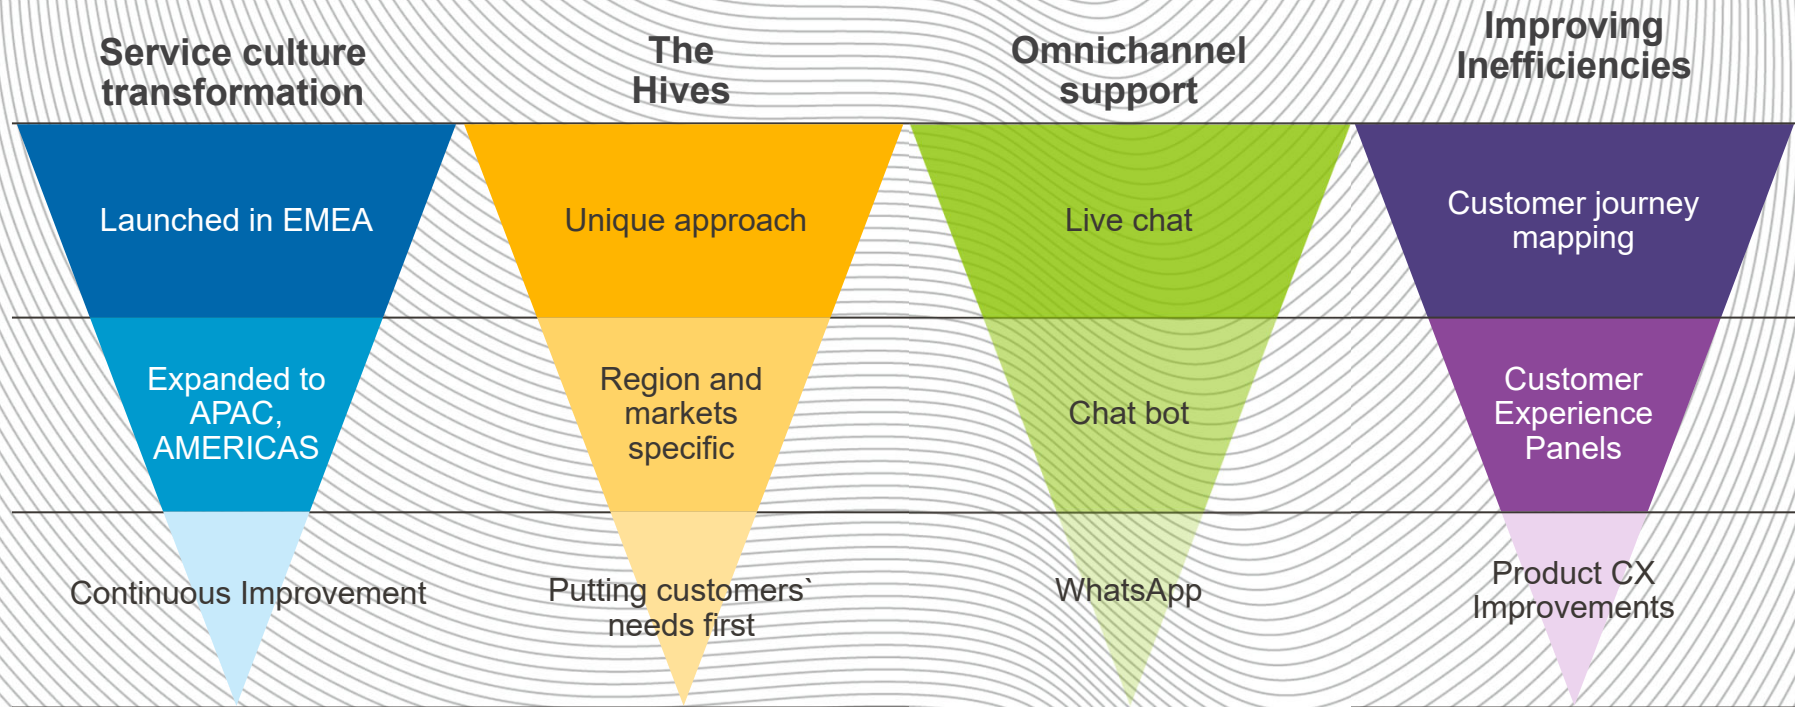 Service culture
transformation
The
Hives
Omnichannel
support
Improving
Inefficiencies
Launched in EMEA
Unique approach
Live chat
Customer journey
mapping
Expanded to
APAC,
AMERICAS
Region and
markets
specific
Chat bot
Customer
Experience
Panels
Continuous Improvement
Putting customers`
needs first
WhatsApp
Product CX
Improvements